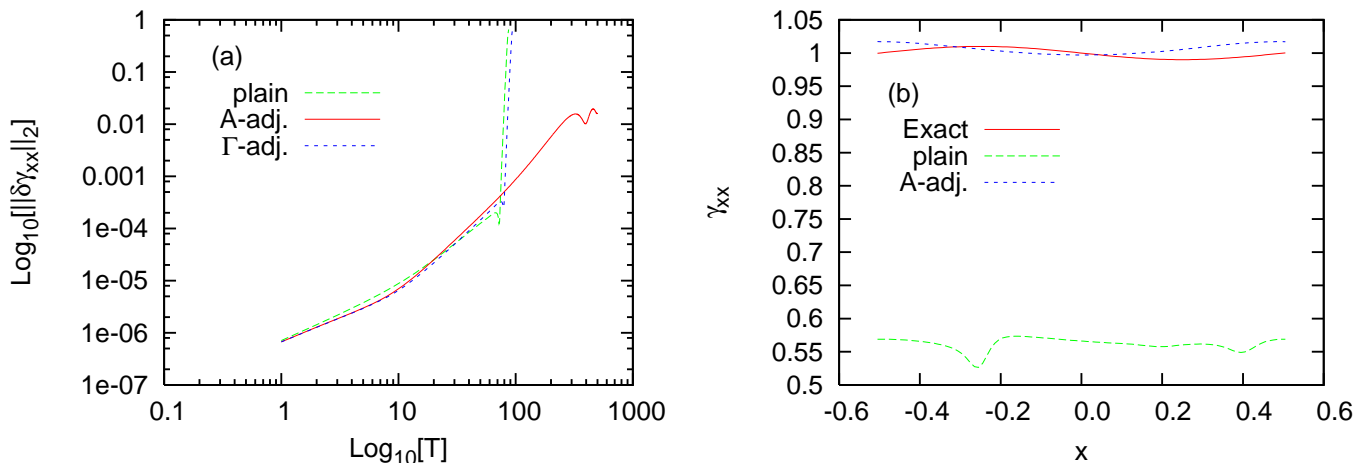 (a)
plain
A-adj.
Γ-adj.
1
0.1
0.01
0.001
1e-04
1e-05
1e-06
1e-07
0.1
1
10
100
1000
Log10[T]
Log10[||δγxx||2]
(b)
Exact
plain
A-adj.
1.05
1
0.95
0.9
0.85
0.8
0.75
0.7
0.65
0.6
0.55
0.5
-0.6
-0.4
-0.2
0.0
0.2
0.4
0.6
x
γxx